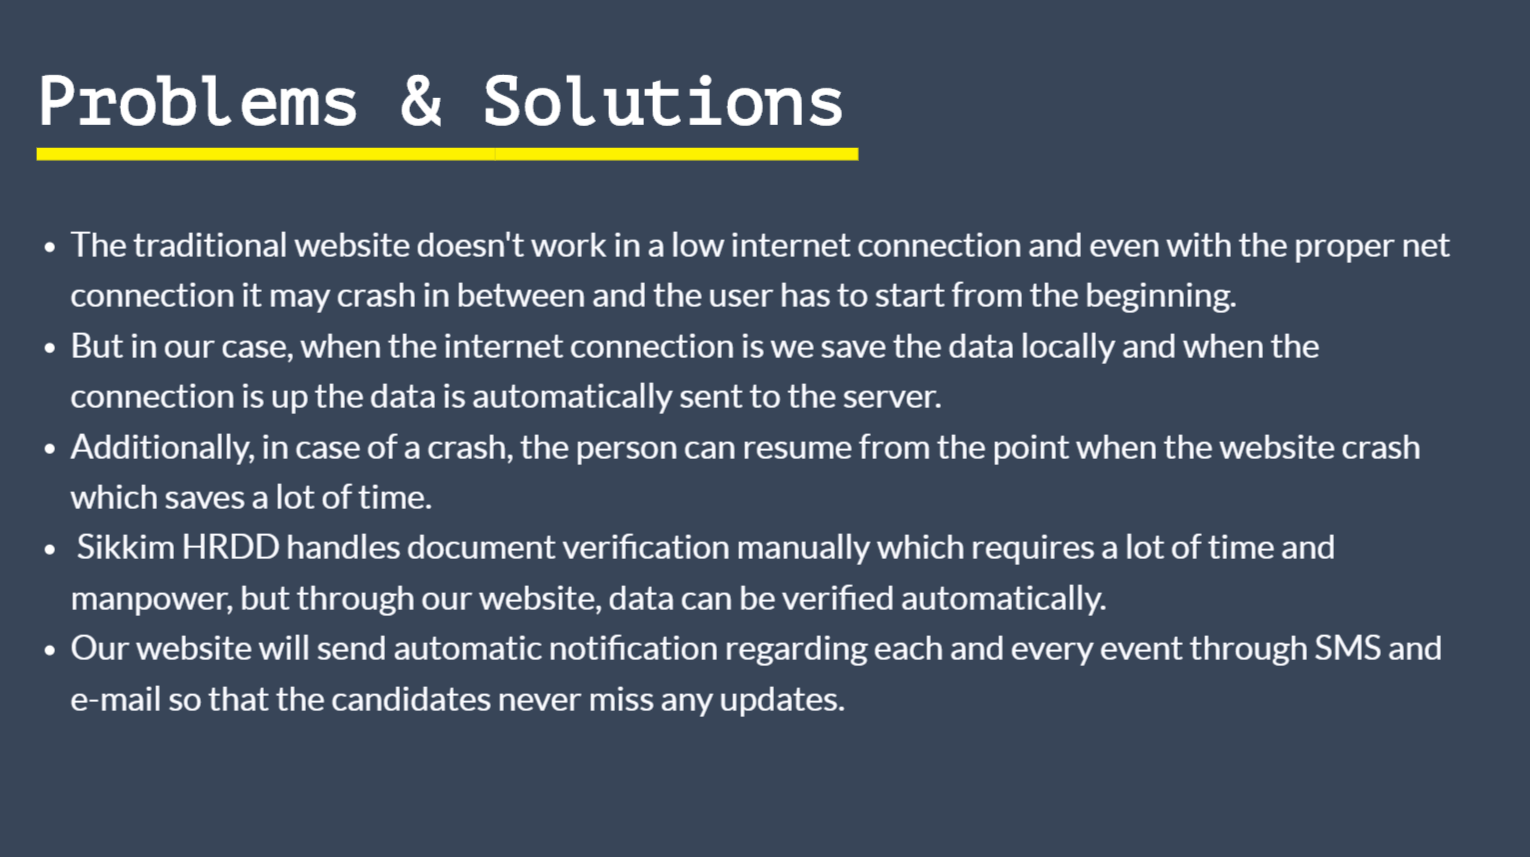 Problems & Solutions
• The traditional website doesn't work in a low internet connection and even with the proper net
connection it may crash in between and the user has to start from the beginning.
• But in our case, when the internet connection is we save the data locally and when the
connection is up the data is automatically sent to the server.
• Additionally, in case of a crash, the person can resume from the point when the website crash
which saves a lot of time.
• Sikkim HRDD handles document verification manually which requires a lot of time and
manpower, but through our website, data can be verified automatically.
• Our website will send automatic notification regarding each and every event through SMS and
e-mail so that the candidates never miss any updates.